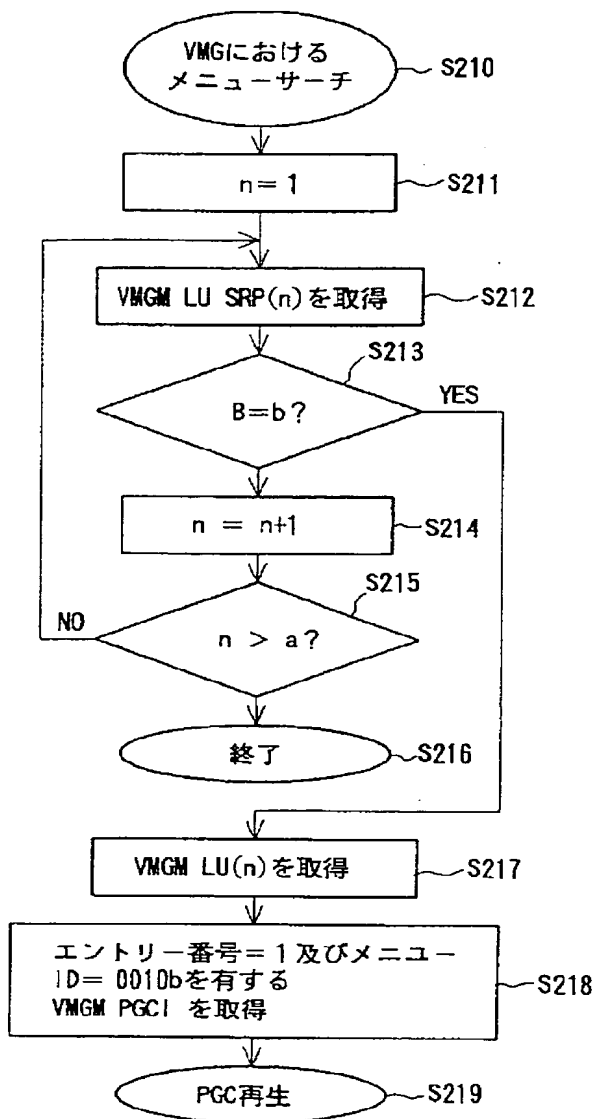 VMGにおける
メニューサーチ
S210
n=1
S211
VMGM LU SRP(n)を取得
S212
S213
B=b?
YES
n = n+1
S214
S215
NO
n > a?
終了
S216
VMGM LU(n)を取得
S217
エントリー番号=1及びメニュー
ID=0010bを有する
VMGM PGCI を取得
S218
PGC再生
S219